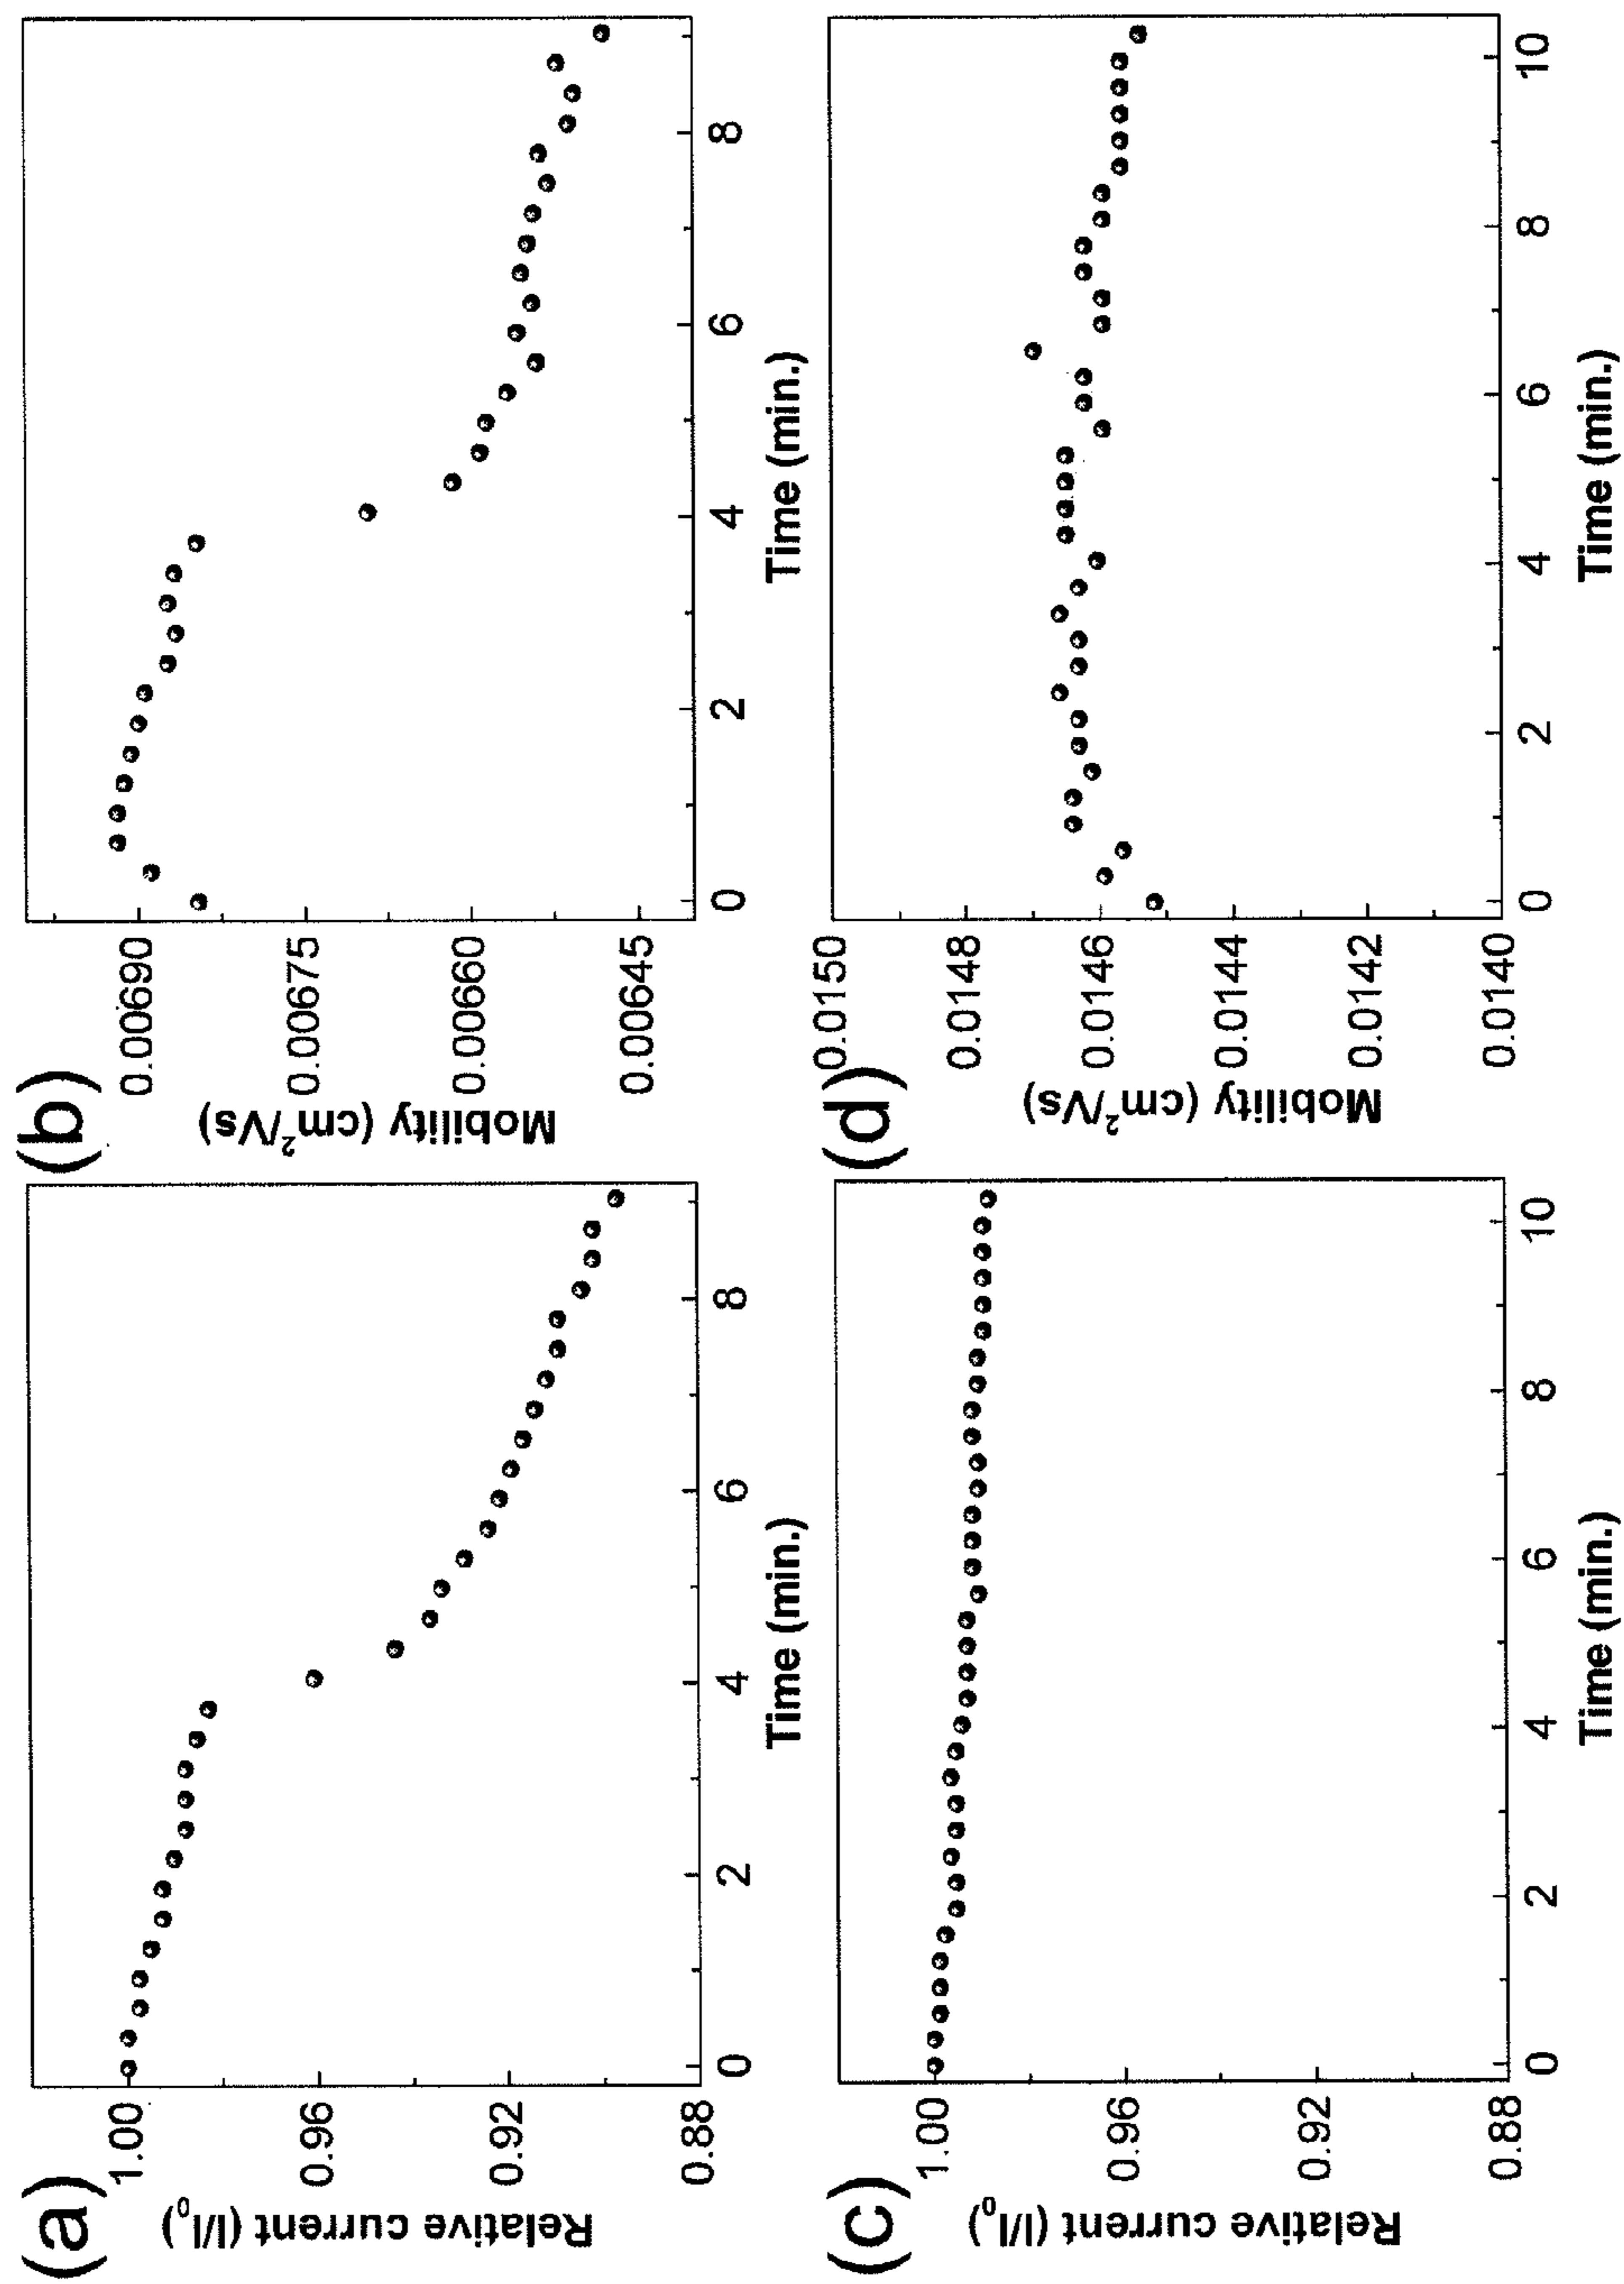 (a)
Relative current (I/I₀)
1.00
0.96
0.92
0.88
0 2 4 6 8
Time (min.)
(b)
Mobility (cm²/Vs)
0.00690
0.00675
0.00660
0.00645
0 2 4 6 8
Time (min.)
(c)
Relative current (I/I₀)
1.00
0.96
0.92
0.88
0 2 4 6 8 10
Time (min.)
(d)
Mobility (cm²/Vs)
0.0150
0.0148
0.0146
0.0144
0.0142
0.0140
0 2 4 6 8 10
Time (min.)